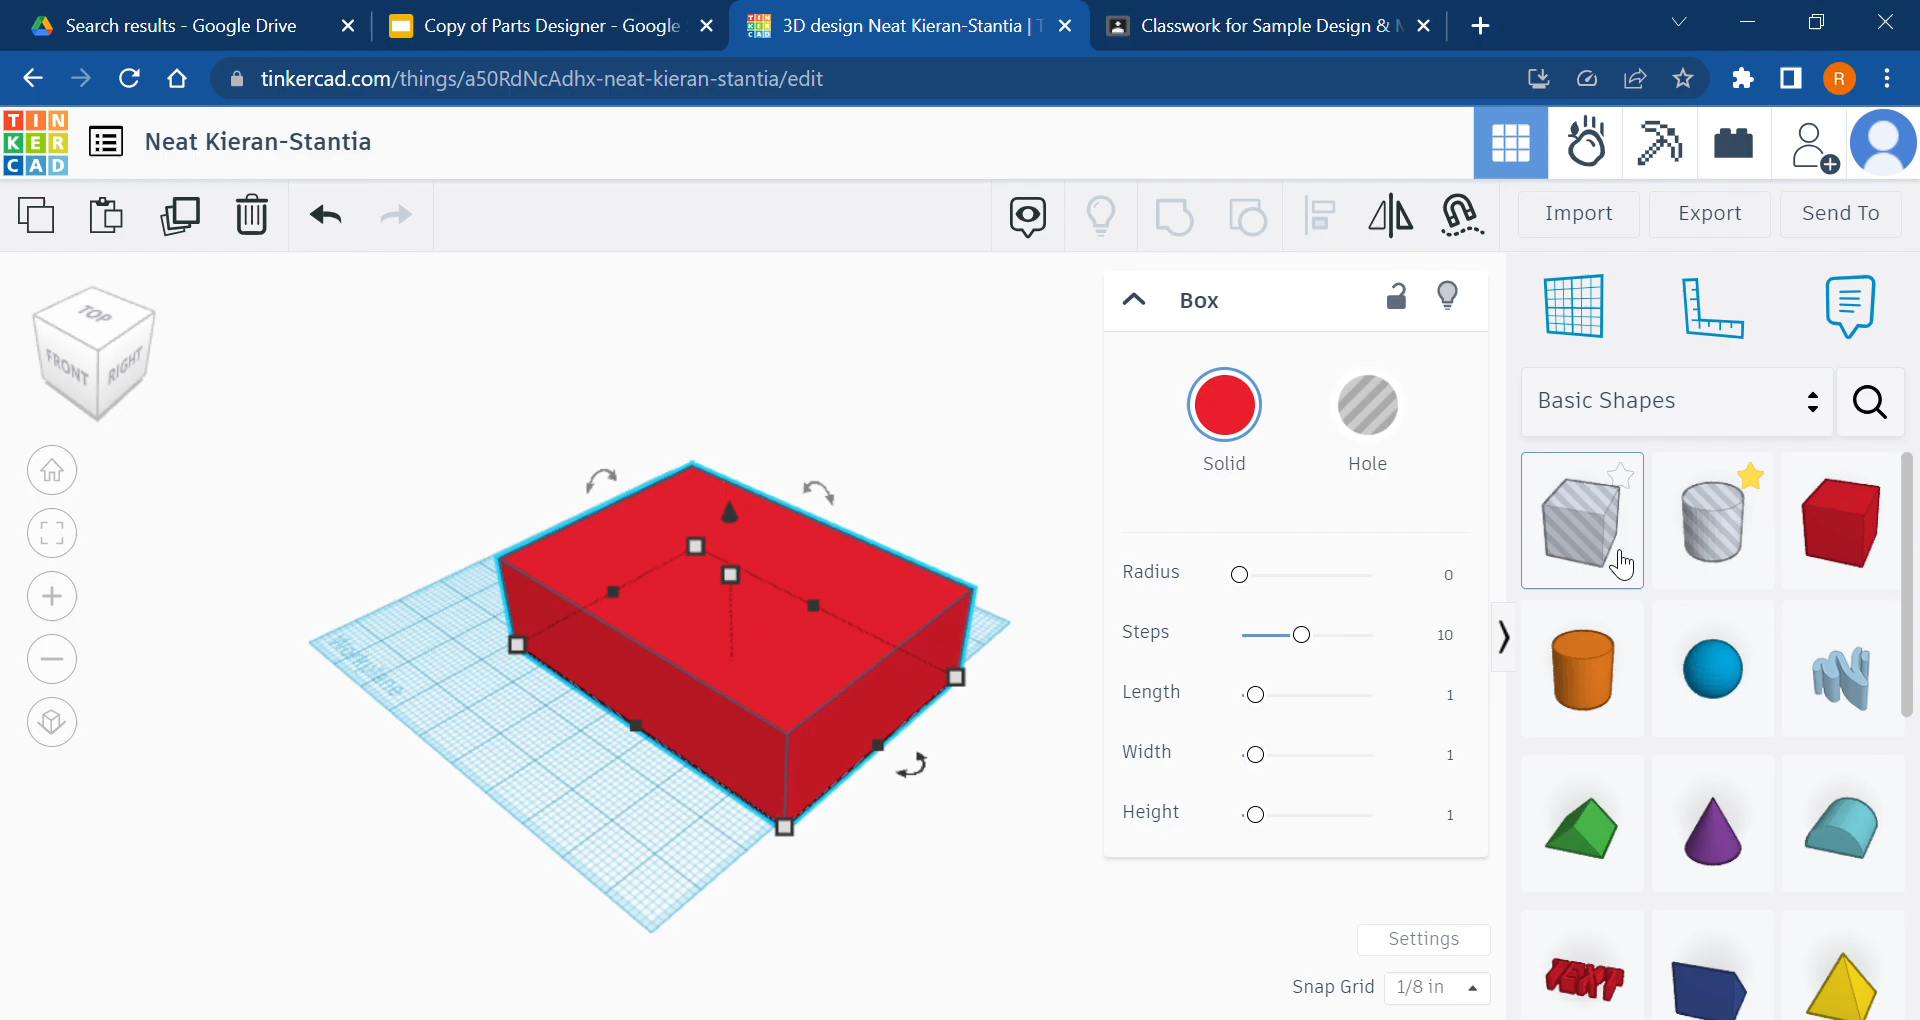 Search results - Google Drive
Copy of Parts Designer - Google
3D design Neat Kieran-Stantia | T
Classwork for Sample Design & M
tinkercad.com/things/a50RdNcAdhx-neat-kieran-stantia/edit
R
TIN
KER
CAD
Neat Kieran-Stantia
Import
Export
Send To
TOP
FRONT
RIGHT
Box
Solid
Hole
Radius
0
Steps
10
Length
1
Width
1
Height
1
Basic Shapes
TEXT
Workplane
Settings
Snap Grid
1/8 in